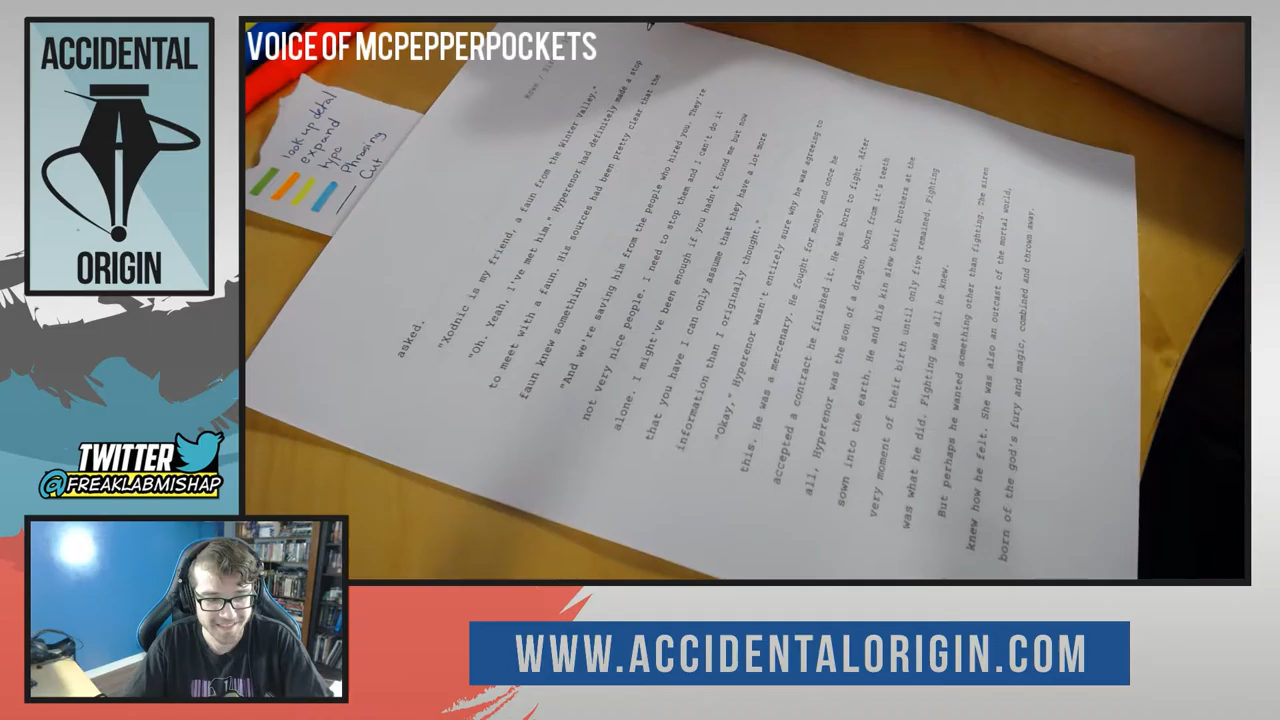 ACCIDENTAL
ORIGIN
VOICE OF MCPEPPERPOCKETS
look up detail
expand
typo
Phrasing
Cut
asked.
"Xodnic is my friend, a faun from the Winter Valley."
"Oh. Yeah, I've met him." Hyperenor had definitely made a stop
to meet with a faun. His sources had been pretty clear that the
faun knew something.
"And we're saving him from the people who hired you. They're
not very nice people. I need to stop them and I can't do it
alone. I might've been enough if you hadn't found me but now
that you have I can only assume that they have a lot more
information than I originally thought."
"Okay," Hyperenor wasn't entirely sure why he was agreeing to
this. He was a mercenary. He fought for money and once he
accepted a contract he finished it. He was born to fight. After
all, Hyperenor was the son of a dragon, born from it's teeth
sown into the earth. He and his kin slew their brothers at the
very moment of their birth until only five remained. Fighting
was what he did. Fighting was all he knew.
But perhaps he wanted something other than fighting. The siren
knew how he felt. She was also an outcast of the mortal world,
born of the god's fury and magic, combined and thrown away.
TWITTER
@FREAKLABMISHAP
WWW.ACCIDENTALORIGIN.COM